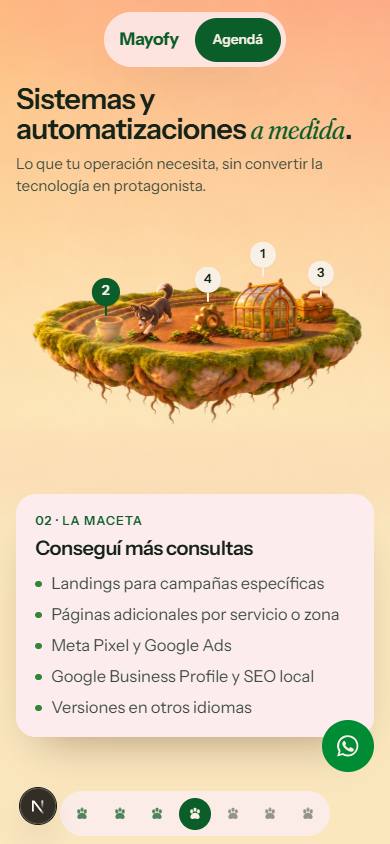 Mayofy
Agendá
Sistemas y
automatizaciones a medida.
Lo que tu operación necesita, sin convertir la
tecnología en protagonista.
1
4
3
2
02 · LA MACETA
Conseguí más consultas
Landings para campañas específicas
Páginas adicionales por servicio o zona
Meta Pixel y Google Ads
Google Business Profile y SEO local
Versiones en otros idiomas
N